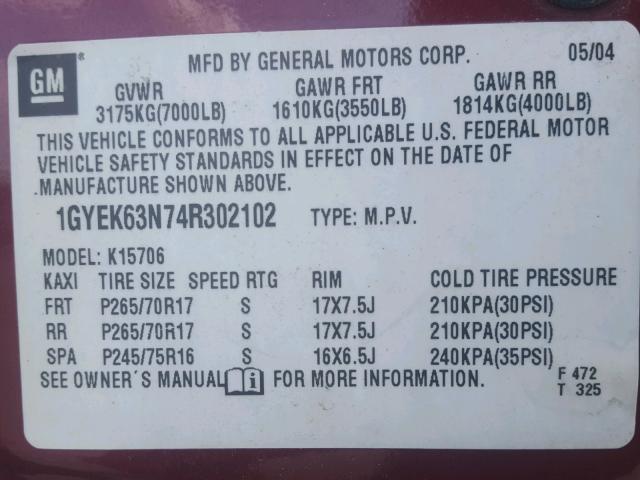 GM ®
MFD BY GENERAL MOTORS CORP. 05/04
GVWR GAWR FRT GAWR RR
3175KG(7000LB) 1610KG(3550LB) 1814KG(4000LB)
THIS VEHICLE CONFORMS TO ALL APPLICABLE U.S. FEDERAL MOTOR
VEHICLE SAFETY STANDARDS IN EFFECT ON THE DATE OF
MANUFACTURE SHOWN ABOVE.
1GYEK63N74R302102 TYPE: M.P.V.
MODEL: K15706
KAXI TIRE SIZE SPEED RTG RIM COLD TIRE PRESSURE
FRT P265/70R17 S 17X7.5J 210KPA(30PSI)
RR P265/70R17 S 17X7.5J 210KPA(30PSI)
SPA P245/75R16 S 16X6.5J 240KPA(35PSI)
SEE OWNER'S MANUAL i FOR MORE INFORMATION.
F 472
T 325